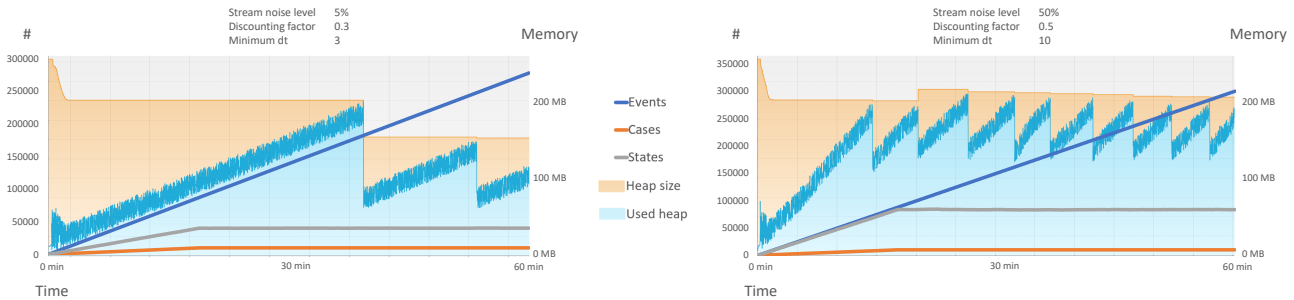 Stream noise level 5%
Discounting factor 0.3
Minimum dt 3
#
Memory
300000
250000
200000
150000
100000
50000
0
200 MB
100 MB
0 MB
0 min
30 min
60 min
Time
Events
Cases
States
Heap size
Used heap
Stream noise level 50%
Discounting factor 0.5
Minimum dt 10
#
Memory
350000
300000
250000
200000
150000
100000
50000
0
200 MB
100 MB
0 MB
0 min
30 min
60 min
Time